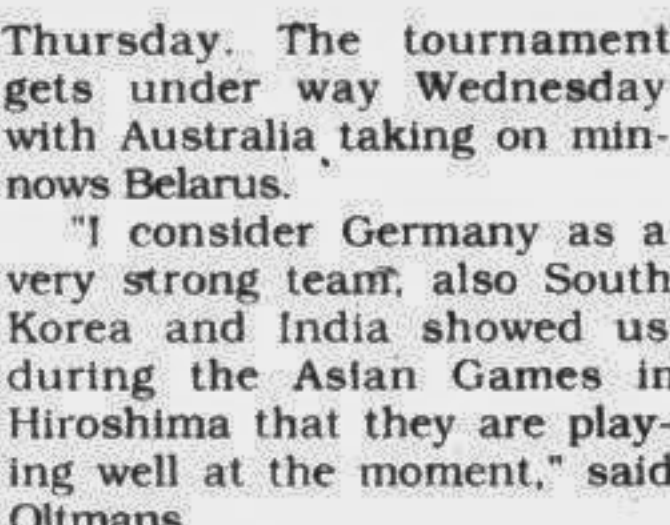 Thursday. The tournament
gets under way Wednesday
with Australia taking on min-
nows Belarus.
"I consider Germany as a
very strong team, also South
Korea and India showed us
during the Asian Games in
Hiroshima that they are play-
ing well at the moment," said
Oltmans